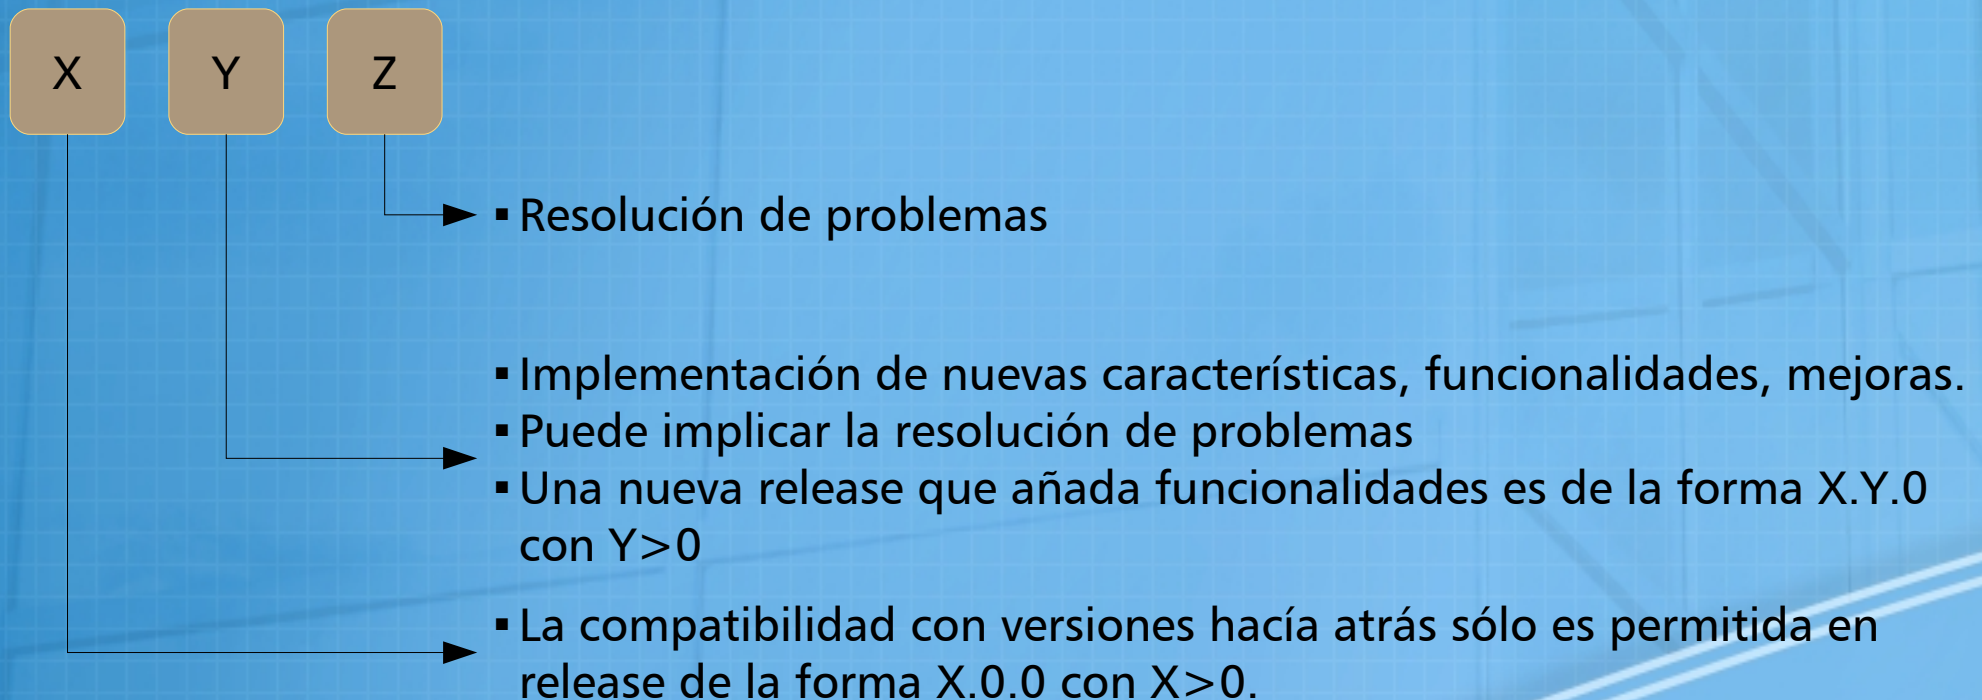 X Y Z
▪ Resolución de problemas
▪ Implementación de nuevas características, funcionalidades, mejoras.
▪ Puede implicar la resolución de problemas
▪ Una nueva release que añada funcionalidades es de la forma X.Y.0
con Y>0
▪ La compatibilidad con versiones hacía atrás sólo es permitida en
release de la forma X.0.0 con X>0.